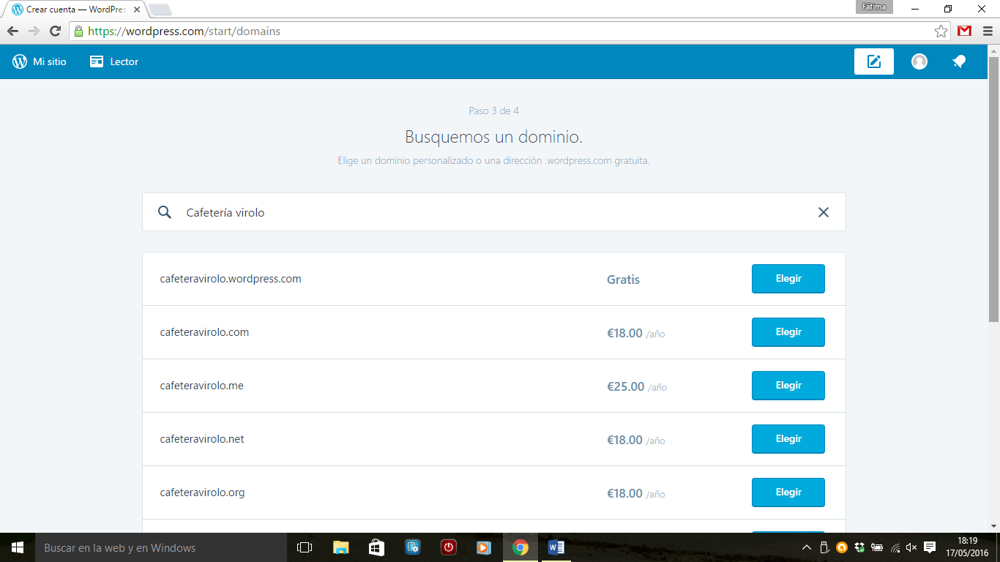 Crear cuenta — WordPres
Fátima
https://wordpress.com/start/domains
Mi sitio
Lector
Paso 3 de 4
Busquemos un dominio.
Elige un dominio personalizado o una dirección .wordpress.com gratuita.
Cafetería virolo
cafeteravirolo.wordpress.com Gratis Elegir
cafeteravirolo.com €18.00 /año Elegir
cafeteravirolo.me €25.00 /año Elegir
cafeteravirolo.net €18.00 /año Elegir
cafeteravirolo.org €18.00 /año Elegir
Buscar en la web y en Windows
18:19
17/05/2016